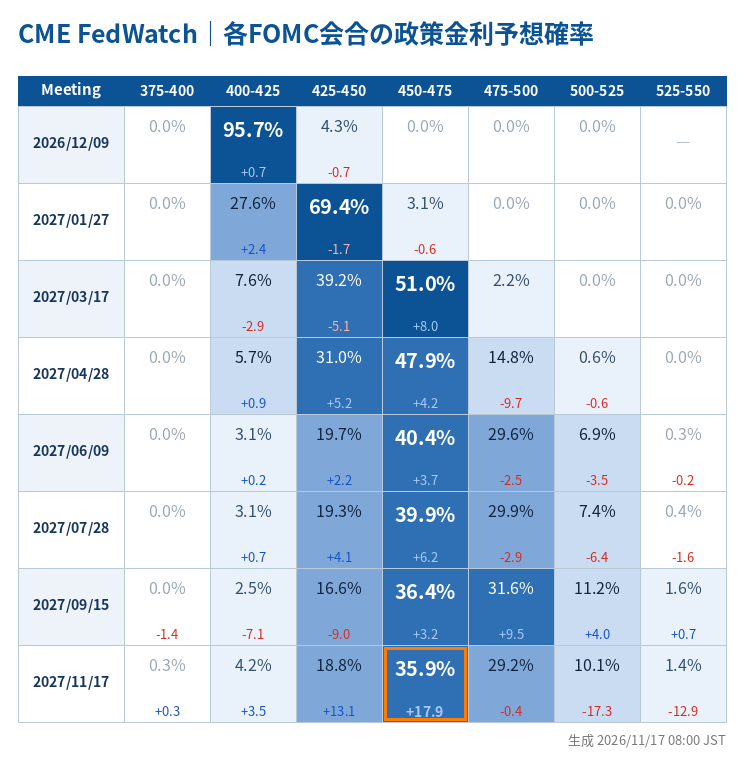 CME FedWatch｜各FOMC会合の政策金利予想確率
Meeting 375-400 400-425 425-450 450-475 475-500 500-525 525-550
2026/12/09 0.0% 95.7% 4.3% 0.0% 0.0% 0.0% —
+0.7 -0.7
2027/01/27 0.0% 27.6% 69.4% 3.1% 0.0% 0.0% 0.0%
+2.4 -1.7 -0.6
2027/03/17 0.0% 7.6% 39.2% 51.0% 2.2% 0.0% 0.0%
-2.9 -5.1 +8.0
2027/04/28 0.0% 5.7% 31.0% 47.9% 14.8% 0.6% 0.0%
+0.9 +5.2 +4.2 -9.7 -0.6
2027/06/09 0.0% 3.1% 19.7% 40.4% 29.6% 6.9% 0.3%
+0.2 +2.2 +3.7 -2.5 -3.5 -0.2
2027/07/28 0.0% 3.1% 19.3% 39.9% 29.9% 7.4% 0.4%
+0.7 +4.1 +6.2 -2.9 -6.4 -1.6
2027/09/15 0.0% 2.5% 16.6% 36.4% 31.6% 11.2% 1.6%
-1.4 -7.1 -9.0 +3.2 +9.5 +4.0 +0.7
2027/11/17 0.3% 4.2% 18.8% 35.9% 29.2% 10.1% 1.4%
+0.3 +3.5 +13.1 +17.9 -0.4 -17.3 -12.9
生成 2026/11/17 08:00 JST